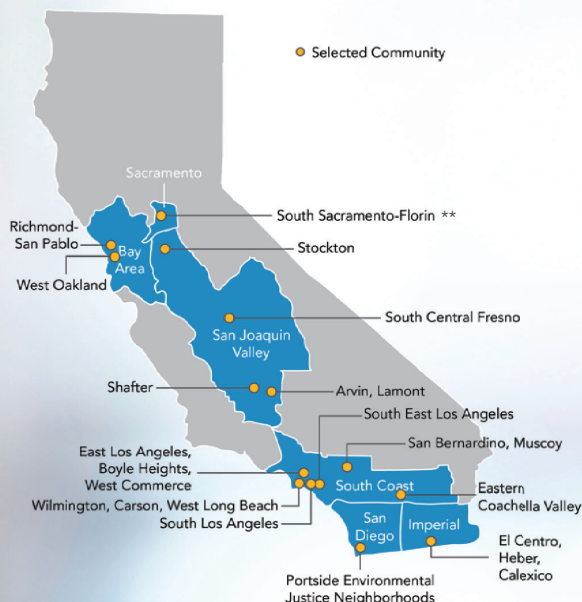 Selected Community
Sacramento
South Sacramento-Florin **
Richmond-
San Pablo
Bay
Area
Stockton
West Oakland
South Central Fresno
San Joaquin
Valley
Shafter
Arvin, Lamont
South East Los Angeles
East Los Angeles,
Boyle Heights,
West Commerce
San Bernardino, Muscoy
South Coast
Eastern
Coachella Valley
Wilmington, Carson, West Long Beach
South Los Angeles
San
Diego
Imperial
El Centro,
Heber,
Calexico
Portside Environmental
Justice Neighborhoods